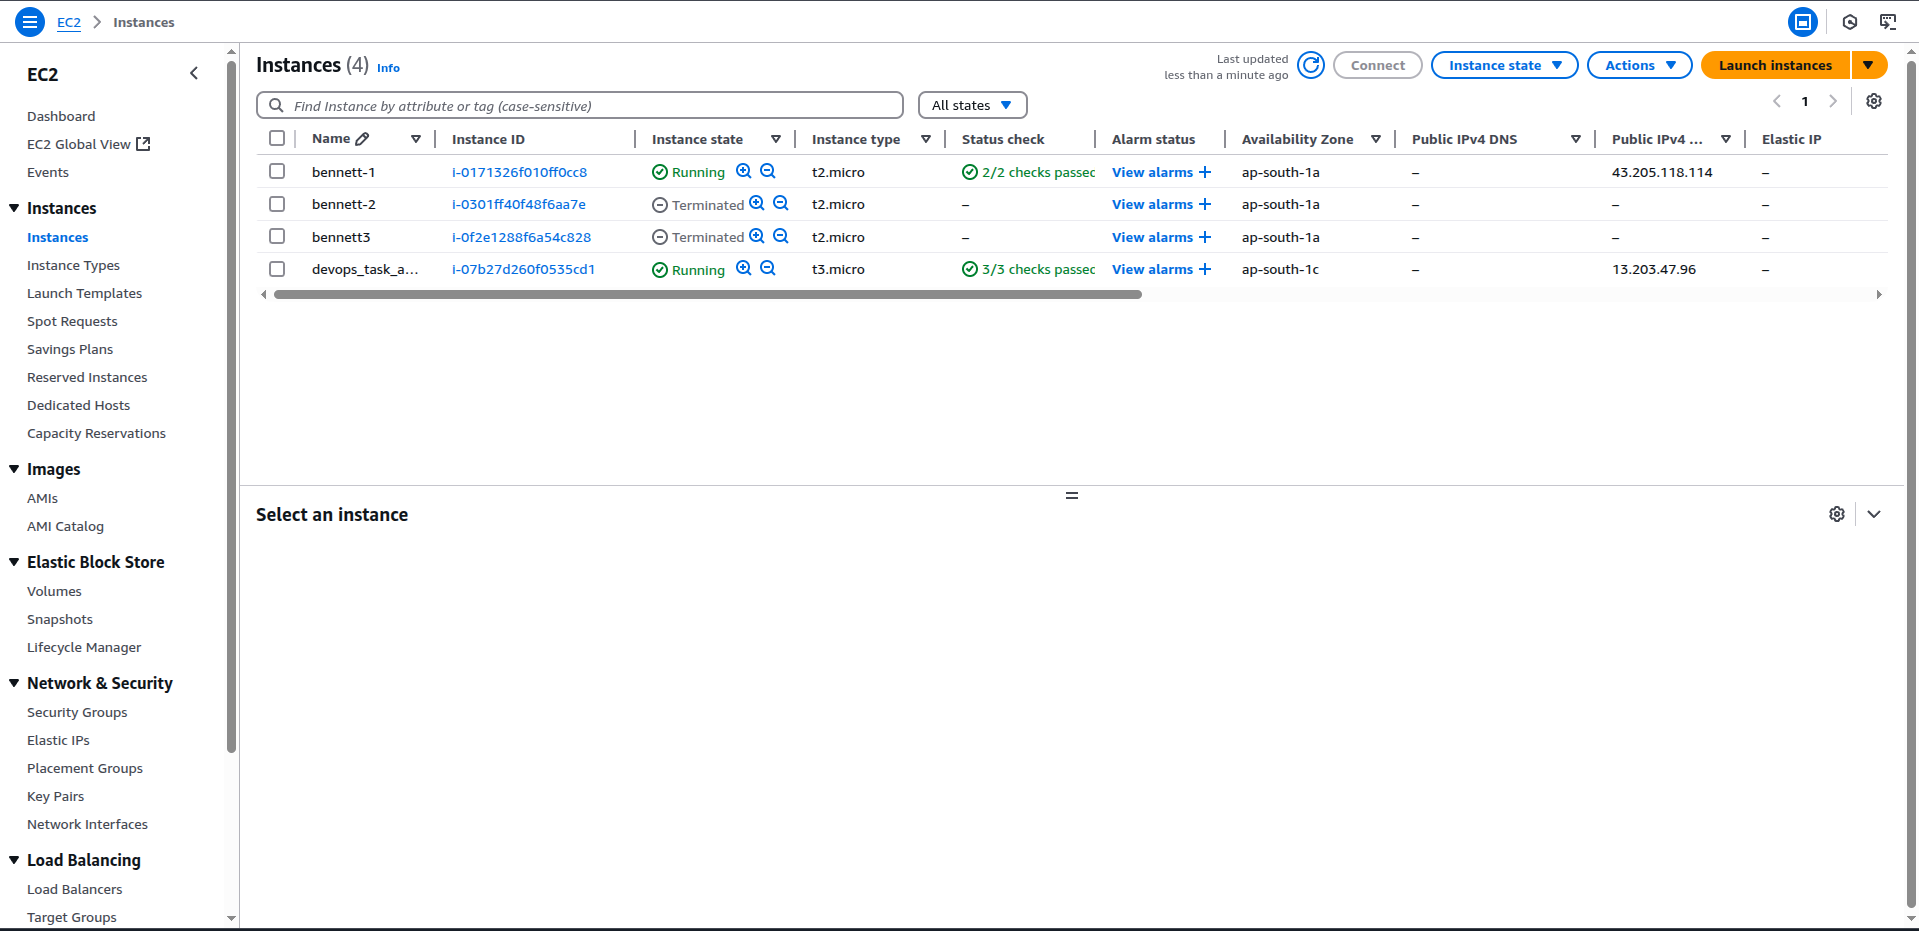 EC2 Instances
EC2
Dashboard
EC2 Global View
Events
Instances
Instances
Instance Types
Launch Templates
Spot Requests
Savings Plans
Reserved Instances
Dedicated Hosts
Capacity Reservations
Images
AMIs
AMI Catalog
Elastic Block Store
Volumes
Snapshots
Lifecycle Manager
Network & Security
Security Groups
Elastic IPs
Placement Groups
Key Pairs
Network Interfaces
Load Balancing
Load Balancers
Target Groups
Instances (4) Info
Last updated
less than a minute ago
Connect Instance state Actions Launch instances
Find Instance by attribute or tag (case-sensitive) All states 1
Name Instance ID Instance state Instance type Status check Alarm status Availability Zone Public IPv4 DNS Public IPv4 ... Elastic IP
bennett-1 i-0171326f010ff0cc8 Running t2.micro 2/2 checks passed View alarms + ap-south-1a – 43.205.118.114 –
bennett-2 i-0301ff40f48f6aa7e Terminated t2.micro – View alarms + ap-south-1a – – –
bennett3 i-0f2e1288f6a54c828 Terminated t2.micro – View alarms + ap-south-1a – – –
devops_task_a... i-07b27d260f0535cd1 Running t3.micro 3/3 checks passed View alarms + ap-south-1c – 13.203.47.96 –
Select an instance